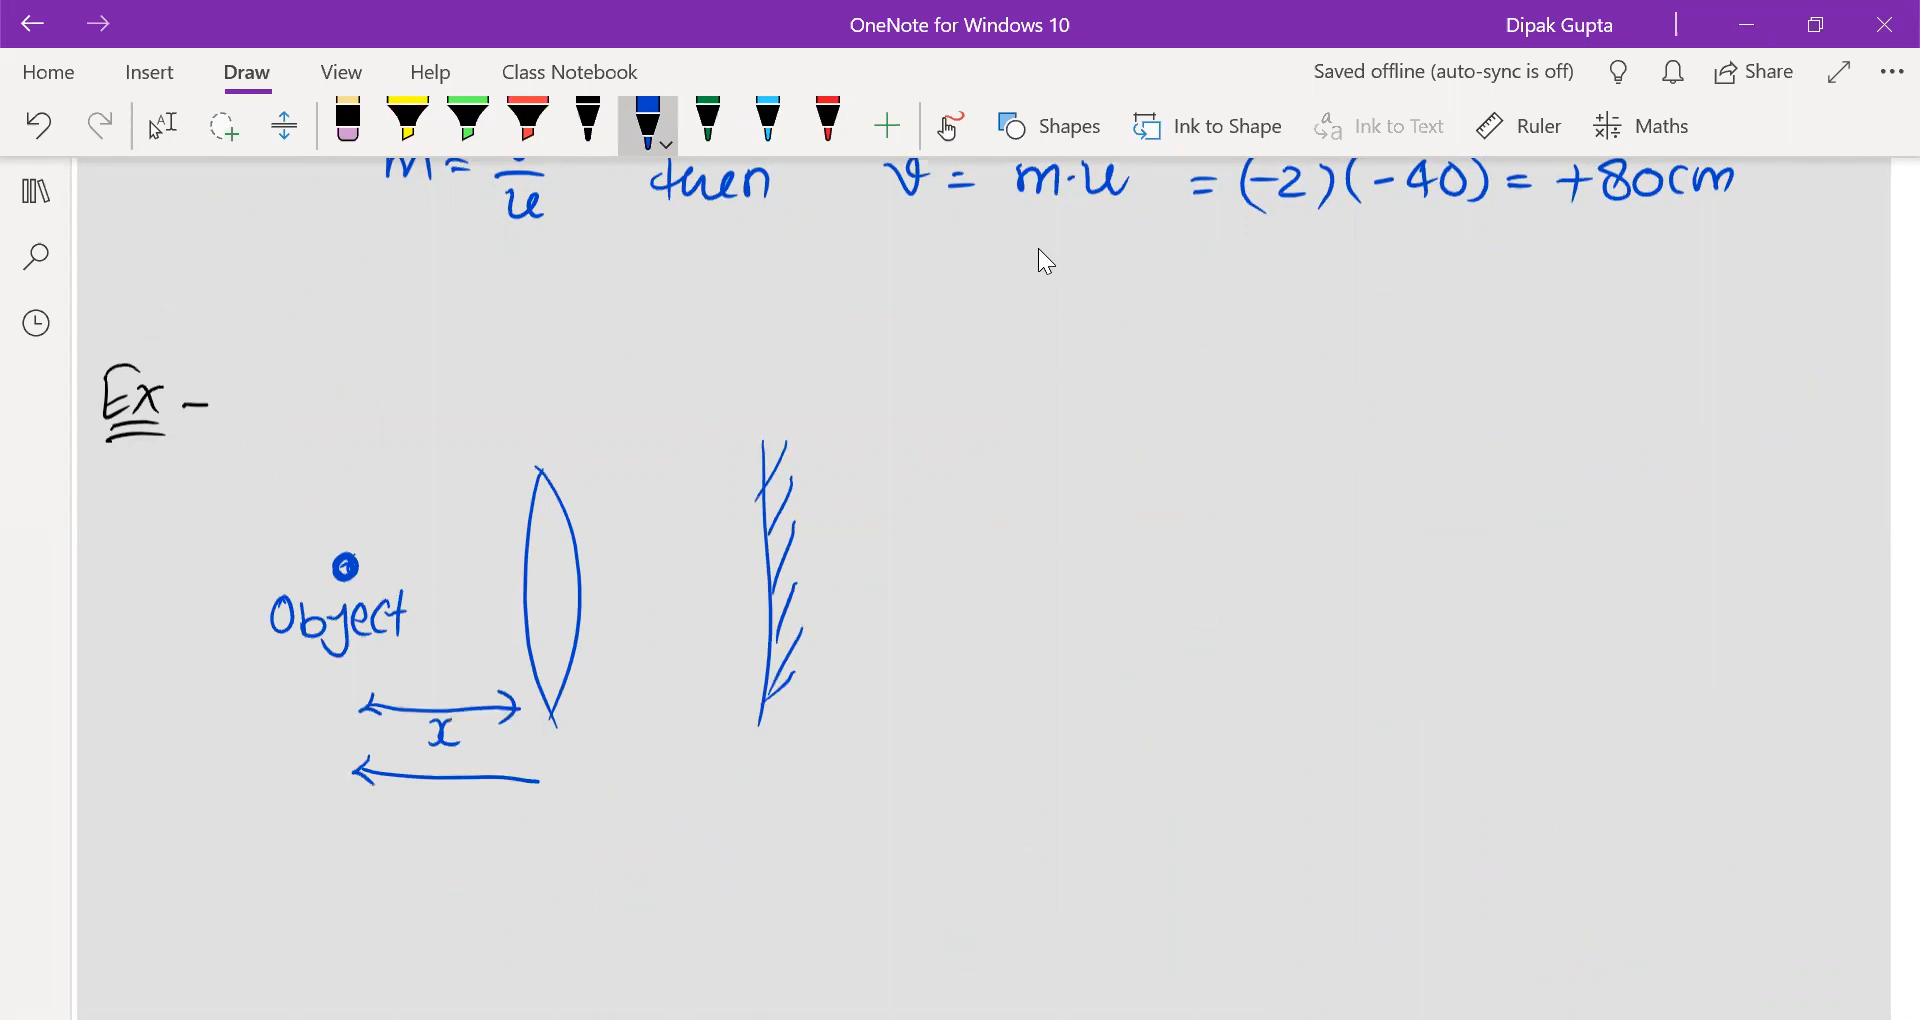 OneNote for Windows 10
Dipak Gupta
Home Insert Draw View Help Class Notebook
Saved offline (auto-sync is off) Share
Shapes Ink to Shape Ink to Text Ruler Maths
m = u then v = m·u = (-2)(-40) = +80cm
Ex -
Object
x